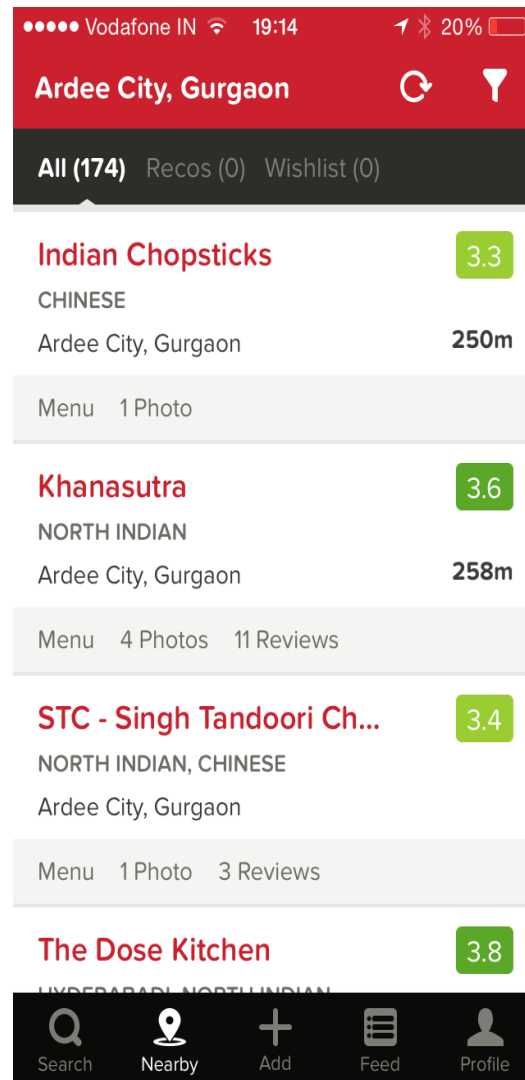 Vodafone IN 19:14 20%
Ardee City, Gurgaon
All (174) Recos (0) Wishlist (0)
Indian Chopsticks 3.3
CHINESE
Ardee City, Gurgaon 250m
Menu 1 Photo
Khanasutra 3.6
NORTH INDIAN
Ardee City, Gurgaon 258m
Menu 4 Photos 11 Reviews
STC - Singh Tandoori Ch... 3.4
NORTH INDIAN, CHINESE
Ardee City, Gurgaon
Menu 1 Photo 3 Reviews
The Dose Kitchen 3.8
HYDERABADI, NORTH INDIAN
Search Nearby Add Feed Profile